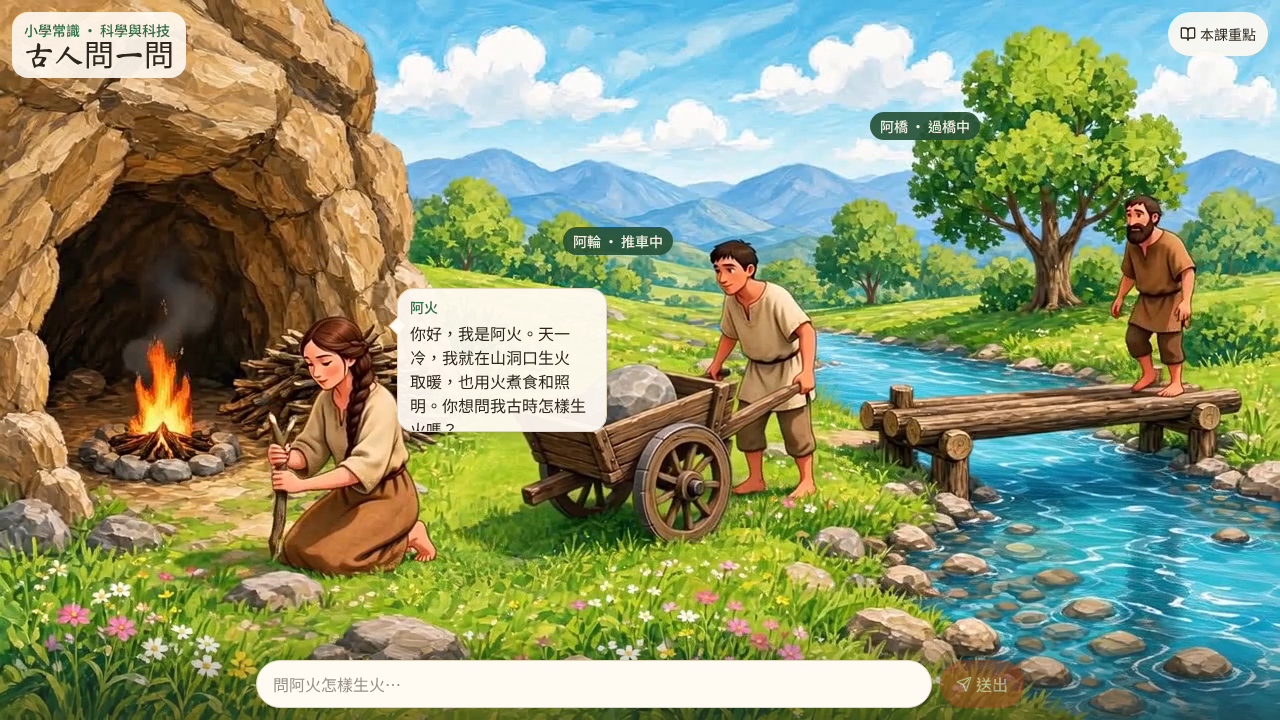 小學常識 · 科學與科技
古人問一問
本課重點
阿橋 · 過橋中
阿輪 · 推車中
阿火
你好，我是阿火。天一
冷，我就在山洞口生火
取暖，也用火煮食和照
明。你想問我古時怎樣生
火嗎？
問阿火怎樣生火…
送出